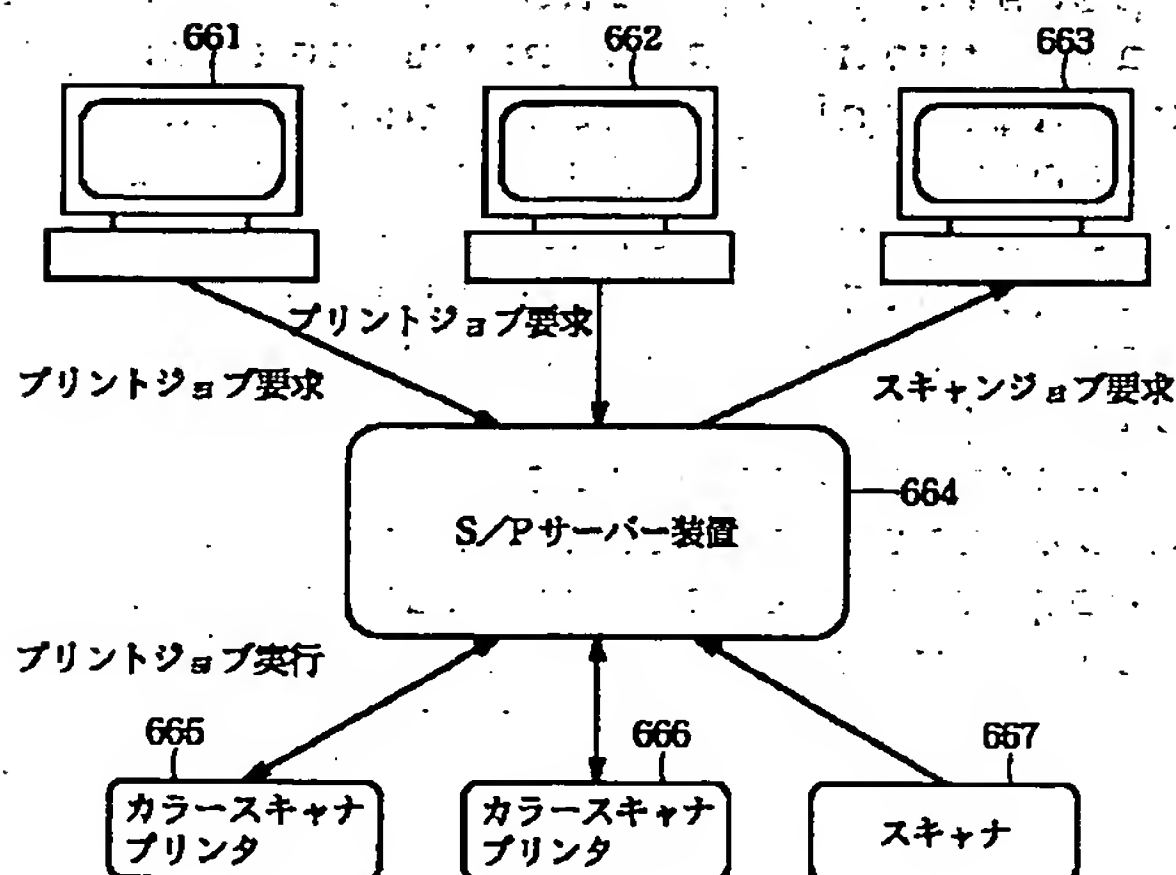 661
662
663
プリントジョブ要求
プリントジョブ要求
スキャンジョブ要求
664
S/Pサーバー装置
プリントジョブ実行
665
666
667
カラースキャナ
プリンタ
カラースキャナ
プリンタ
スキャナ